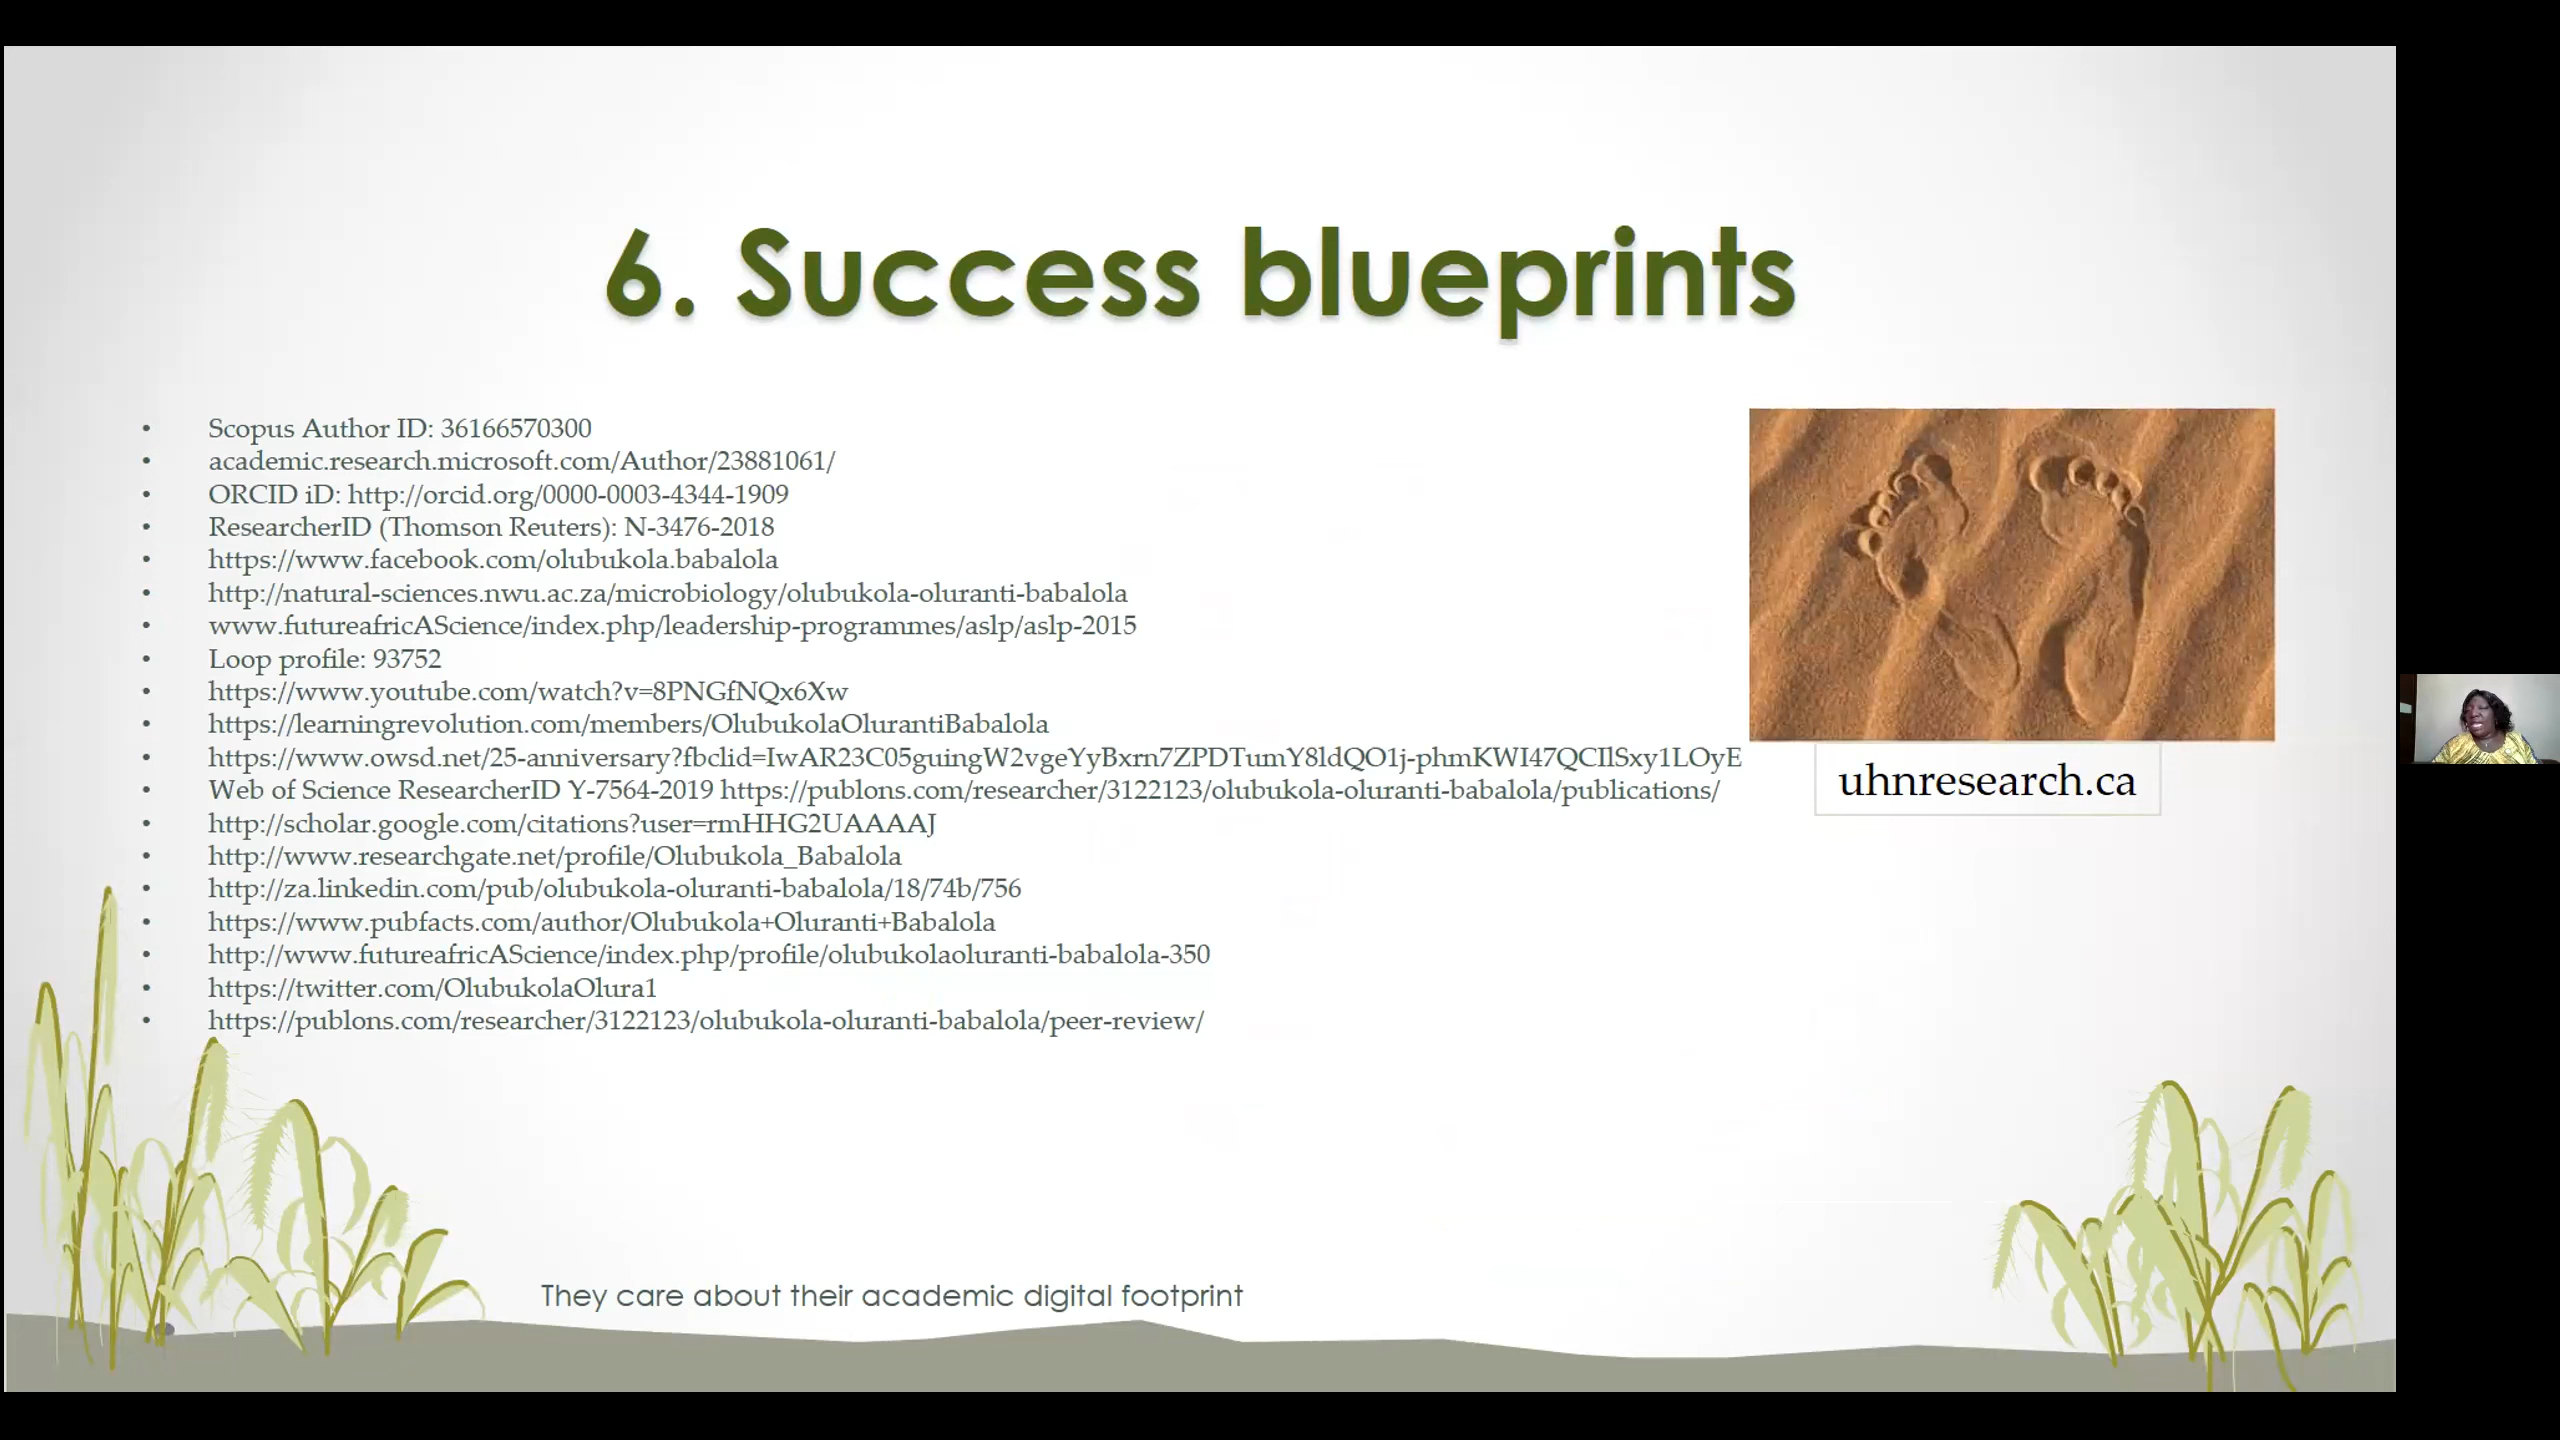 6. Success blueprints
• Scopus Author ID: 36166570300
• academic.research.microsoft.com/Author/23881061/
• ORCID iD: http://orcid.org/0000-0003-4344-1909
• ResearcherID (Thomson Reuters): N-3476-2018
• https://www.facebook.com/olubukola.babalola
• http://natural-sciences.nwu.ac.za/microbiology/olubukola-oluranti-babalola
• www.futureafricAScience/index.php/leadership-programmes/aslp/aslp-2015
• Loop profile: 93752
• https://www.youtube.com/watch?v=8PNGfNQx6Xw
• https://learningrevolution.com/members/OlubukolaOlurantiBabalola
• https://www.owsd.net/25-anniversary?fbclid=IwAR23C05guingW2vgeYyBxrn7ZPDTumY8ldQO1j-phmKWI47QCIlSxy1LOyE
• Web of Science ResearcherID Y-7564-2019 https://publons.com/researcher/3122123/olubukola-oluranti-babalola/publications/
• http://scholar.google.com/citations?user=rmHHG2UAAAAJ
• http://www.researchgate.net/profile/Olubukola_Babalola
• http://za.linkedin.com/pub/olubukola-oluranti-babalola/18/74b/756
• https://www.pubfacts.com/author/Olubukola+Oluranti+Babalola
• http://www.futureafricAScience/index.php/profile/olubukolaoluranti-babalola-350
• https://twitter.com/OlubukolaOlura1
• https://publons.com/researcher/3122123/olubukola-oluranti-babalola/peer-review/
uhnresearch.ca
They care about their academic digital footprint